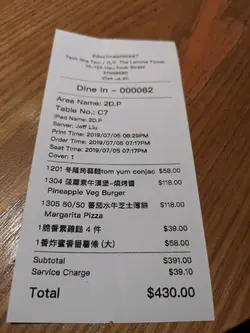 Dine In - 000062
Area Name: 2D.P
Table No.: C7
iPad Name: 2D.P
Server: Jeff Liu
Print Time: 2019/07/05 08:29PM
Order Time: 2019/07/05 07:17PM
Seat Time: 2019/07/05 07:17PM
Cover: 1
1201 冬蔭蒟蒻麵tom yum conjac $58.00
1304 菠蘿素牛漢堡-燒烤醬 $118.00
Pineapple Veg Burger
1305 50/50 蕃茄水牛芝士薄餅 $118.00
Margarita Pizza
1脆香素雞鎚 4 件 $39.00
1香炸蜜香番薯條 (大) $58.00
Subtotal $391.00
Service Charge $39.10
Total $430.00